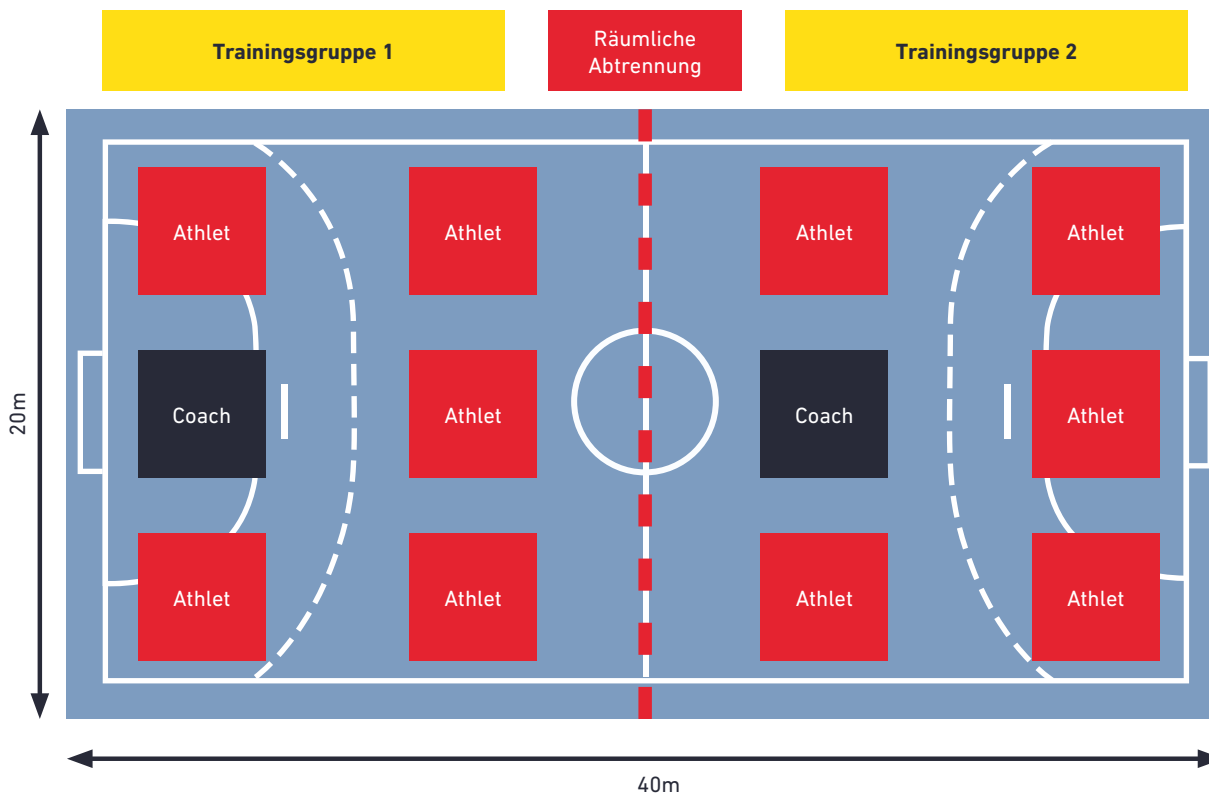 Trainingsgruppe 1
Räumliche
Abtrennung
Trainingsgruppe 2
Athlet
Athlet
Athlet
Athlet
20m
Coach
Athlet
Coach
Athlet
Athlet
Athlet
Athlet
Athlet
40m